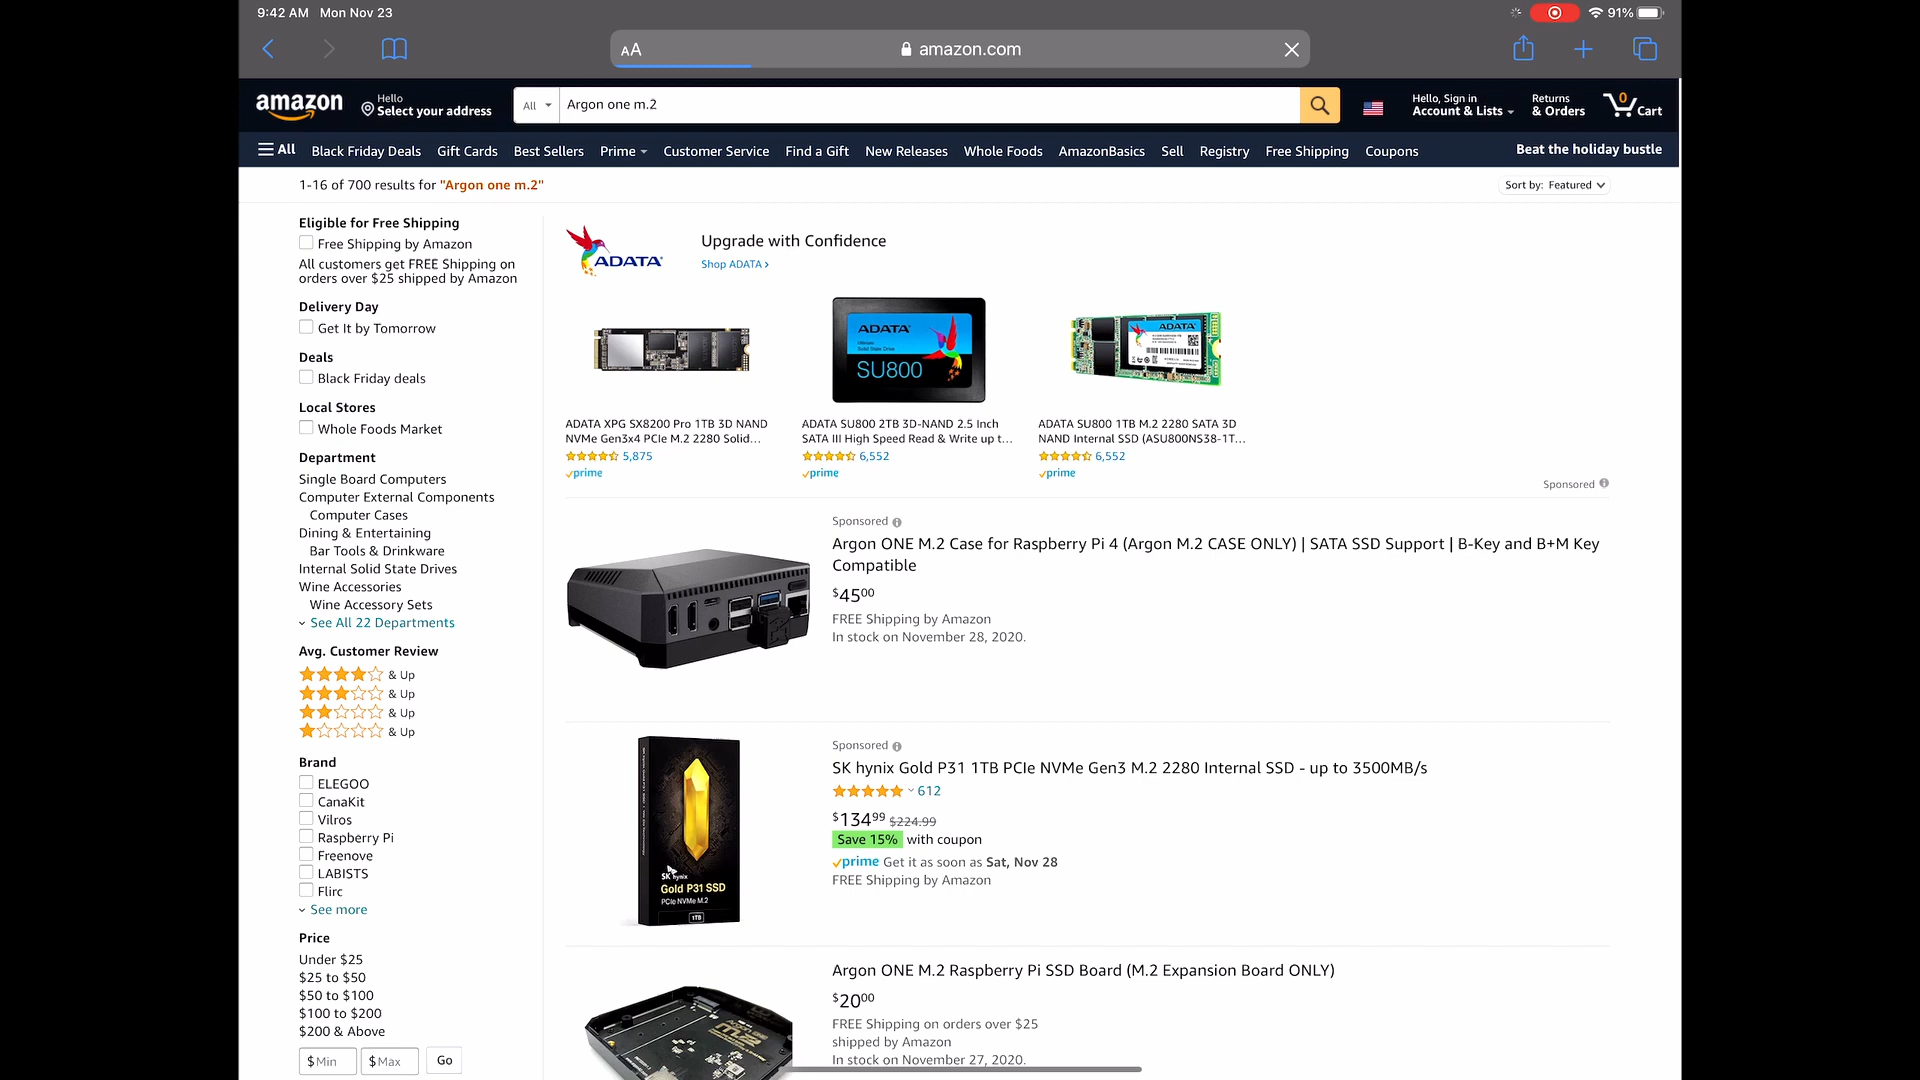 9:42 AM Mon Nov 23
91%
AA
amazon.com
amazon
Hello
Select your address
All
Argon one m.2
Hello, Sign in
Account & Lists
Returns
& Orders
0
Cart
All
Black Friday Deals
Gift Cards
Best Sellers
Prime
Customer Service
Find a Gift
New Releases
Whole Foods
AmazonBasics
Sell
Registry
Free Shipping
Coupons
Beat the holiday bustle
1-16 of 700 results for "Argon one m.2"
Sort by: Featured
Eligible for Free Shipping
Free Shipping by Amazon
All customers get FREE Shipping on
orders over $25 shipped by Amazon
Delivery Day
Get It by Tomorrow
Deals
Black Friday deals
Local Stores
Whole Foods Market
Department
Single Board Computers
Computer External Components
Computer Cases
Dining & Entertaining
Bar Tools & Drinkware
Internal Solid State Drives
Wine Accessories
Wine Accessory Sets
See All 22 Departments
Avg. Customer Review
& Up
& Up
& Up
& Up
Brand
ELEGOO
CanaKit
Vilros
Raspberry Pi
Freenove
LABISTS
Flirc
See more
Price
Under $25
$25 to $50
$50 to $100
$100 to $200
$200 & Above
$ Min
$ Max
Go
ADATA
Upgrade with Confidence
Shop ADATA ›
ADATA
SU800
ADATA
ADATA XPG SX8200 Pro 1TB 3D NAND
NVMe Gen3x4 PCIe M.2 2280 Solid...
5,875
prime
ADATA SU800 2TB 3D-NAND 2.5 Inch
SATA III High Speed Read & Write up t...
6,552
prime
ADATA SU800 1TB M.2 2280 SATA 3D
NAND Internal SSD (ASU800NS38-1T...
6,552
prime
Sponsored
Sponsored
Argon ONE M.2 Case for Raspberry Pi 4 (Argon M.2 CASE ONLY) | SATA SSD Support | B-Key and B+M Key
Compatible
$45 00
FREE Shipping by Amazon
In stock on November 28, 2020.
SK hynix
Gold P31 SSD
PCIe NVMe M.2
1TB
Sponsored
SK hynix Gold P31 1TB PCIe NVMe Gen3 M.2 2280 Internal SSD - up to 3500MB/s
612
$134 99 $224.99
Save 15% with coupon
prime Get it as soon as Sat, Nov 28
FREE Shipping by Amazon
M.2
Argon ONE M.2 Raspberry Pi SSD Board (M.2 Expansion Board ONLY)
$20 00
FREE Shipping on orders over $25
shipped by Amazon
In stock on November 27, 2020.